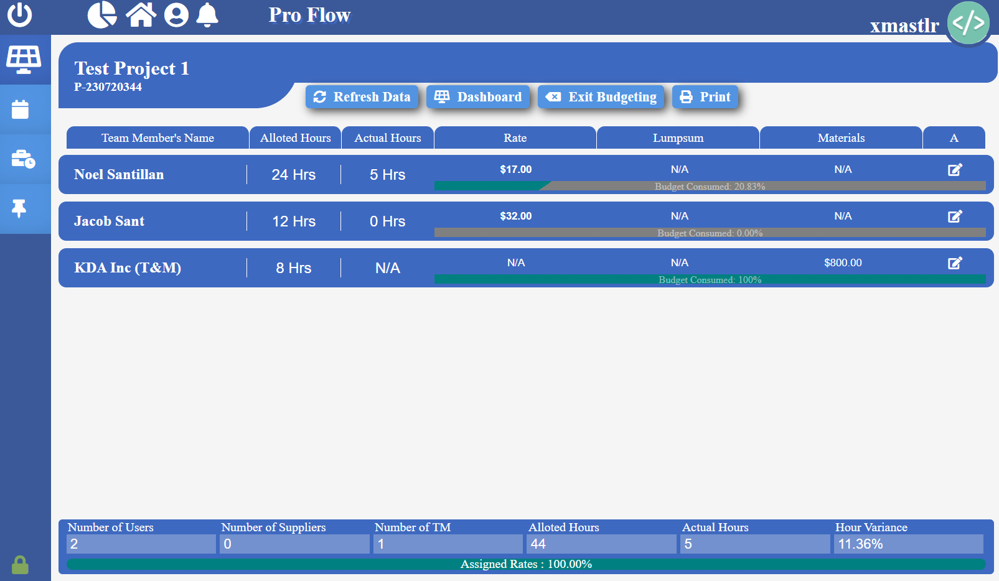 Pro Flow
xmastlr
</>
Test Project 1
P-230720344
Refresh Data Dashboard Exit Budgeting Print
Team Member's Name Alloted Hours Actual Hours Rate Lumpsum Materials A
Noel Santillan 24 Hrs 5 Hrs $17.00 N/A N/A
Budget Consumed: 20.83%
Jacob Sant 12 Hrs 0 Hrs $32.00 N/A N/A
Budget Consumed: 0.00%
KDA Inc (T&M) 8 Hrs N/A N/A N/A $800.00
Budget Consumed: 100%
Number of Users Number of Suppliers Number of TM Alloted Hours Actual Hours Hour Variance
2 0 1 44 5 11.36%
Assigned Rates : 100.00%